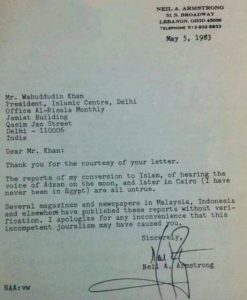 NEIL A. ARMSTRONG
31 N. BROADWAY
LEBANON, OHIO 45036
TELEPHONE 513 932-
May 5, 1983
Mr. Wahuddudin Khan
President, Islamic Centre, Delhi
Office Al-Risala Monthly
Jamiat Building
Qasim Jan Street
Delhi - 110006
India
Dear Mr. Khan:
Thank you for the courtesy of your letter.
The reports of my conversion to Islam, of hearing the
voice of Adzan on the moon, and later in Cairo (I have
never been in Egypt) are all untrue.
Several magazines and newspapers in Malaysia, Indonesia
and elsewhere have published these reports without veri-
fication. I apologize for any inconvenience that this
incompetent jouralism may have caused you.
Sincerely,
Neil A. Armstrong
NAA:vw